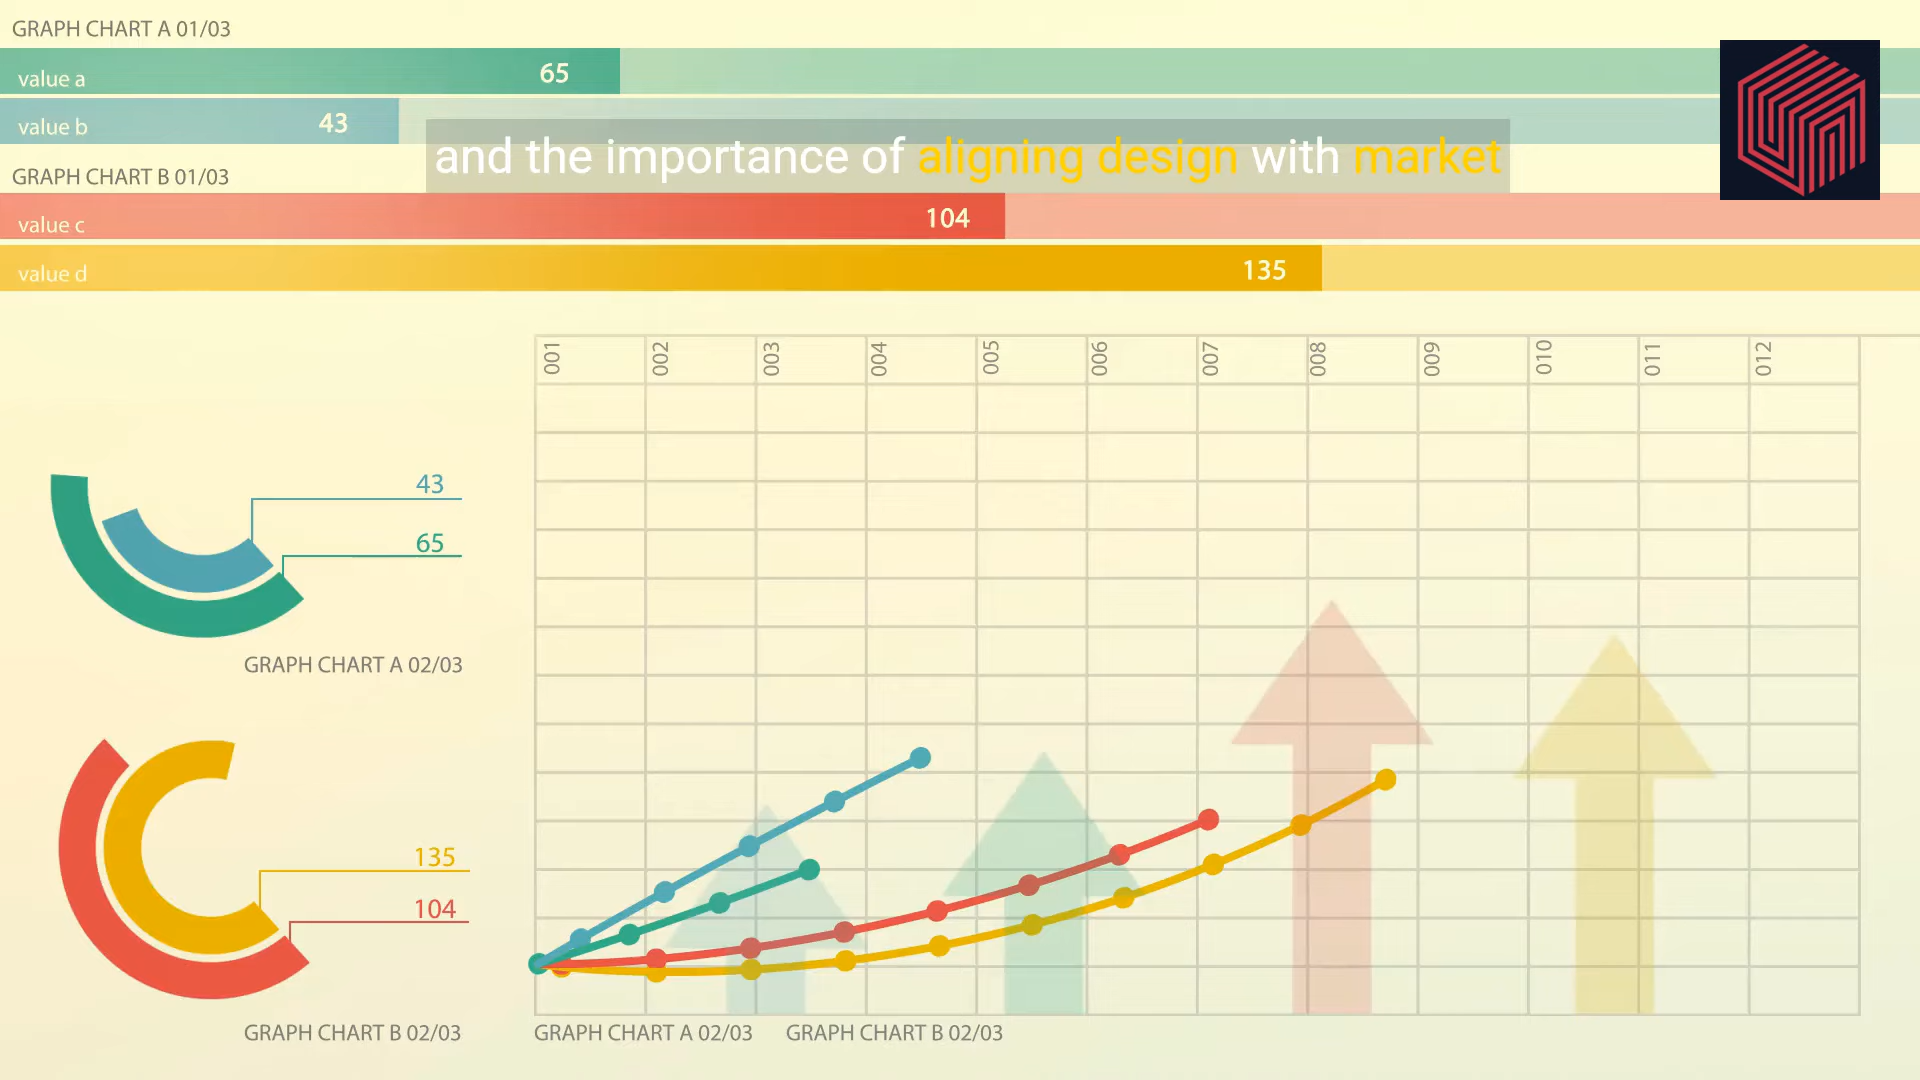 GRAPH CHART A 01/03
value a 65
value b 43
and the importance of aligning design with market
GRAPH CHART B 01/03
value c 104
value d 135
001 002 003 004 005 006 007 008 009 010 011 012
43
65
GRAPH CHART A 02/03
135
104
GRAPH CHART B 02/03
GRAPH CHART A 02/03 GRAPH CHART B 02/03